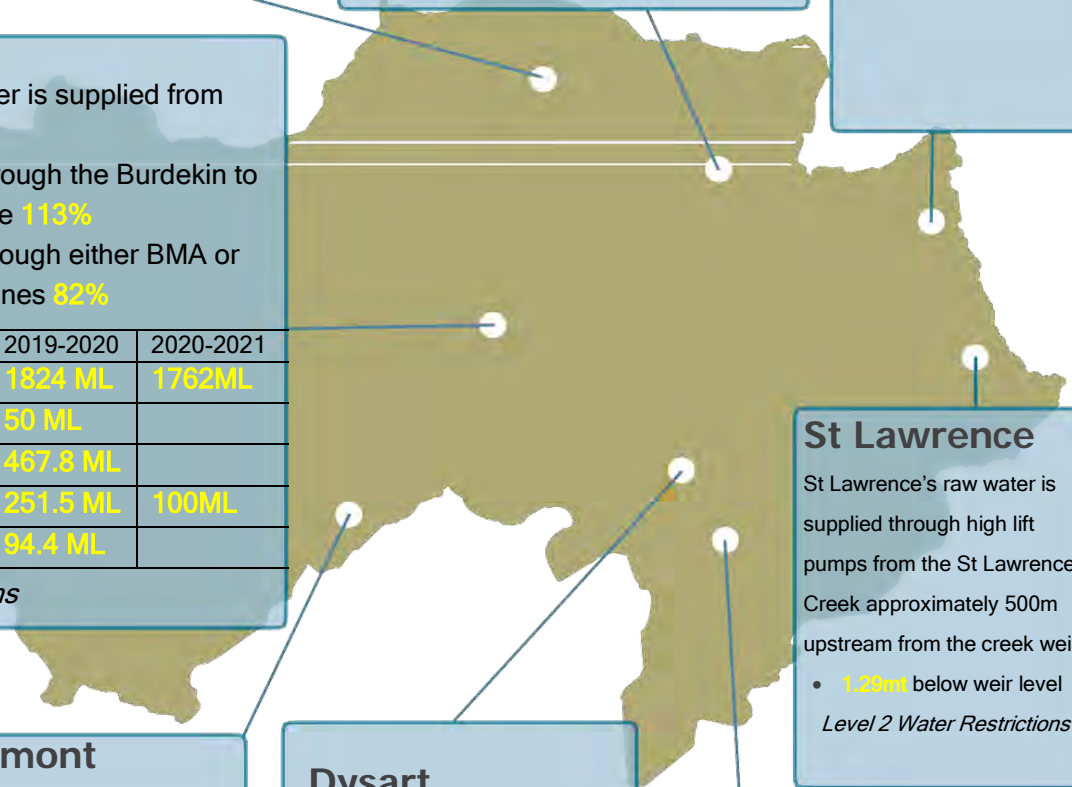 er is supplied from
rough the Burdekin to
e 113%
ough either BMA or
nes 82%
2019-2020 2020-2021
1824 ML 1762ML
50 ML
467.8 ML
251.5 ML 100ML
94.4 ML
ns
St Lawrence
St Lawrence's raw water is
supplied through high lift
pumps from the St Lawrence
Creek approximately 500m
upstream from the creek wei
• 1.29mt below weir level
Level 2 Water Restrictions
mont
Dysart